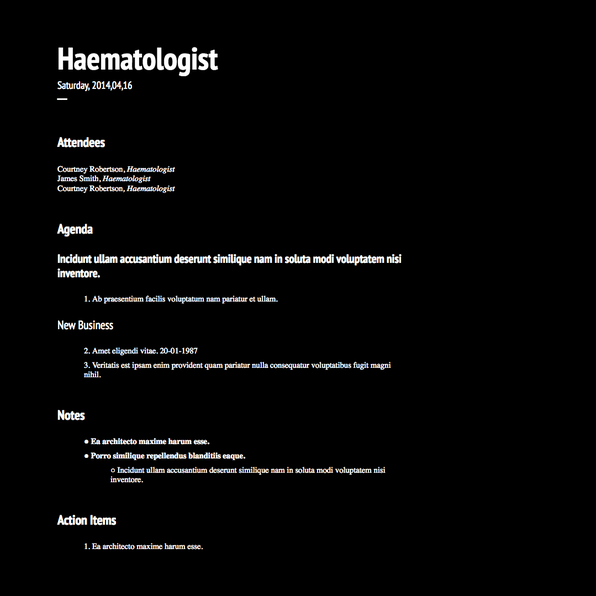 Haematologist
Saturday, 2014,04,16
Attendees
Courtney Robertson, Haematologist
James Smith, Haematologist
Courtney Robertson, Haematologist
Agenda
Incidunt ullam accusantium deserunt similique nam in soluta modi voluptatem nisi
inventore.
1. Ab praesentium facilis voluptatum nam pariatur et ullam.
New Business
2. Amet eligendi vitae. 20-01-1987
3. Veritatis est ipsam enim provident quam pariatur nulla consequatur voluptatibus fugit magni
nihil.
Notes
● Ea architecto maxime harum esse.
● Porro similique repellendus blanditiis eaque.
○ Incidunt ullam accusantium deserunt similique nam in soluta modi voluptatem nisi
inventore.
Action Items
1. Ea architecto maxime harum esse.